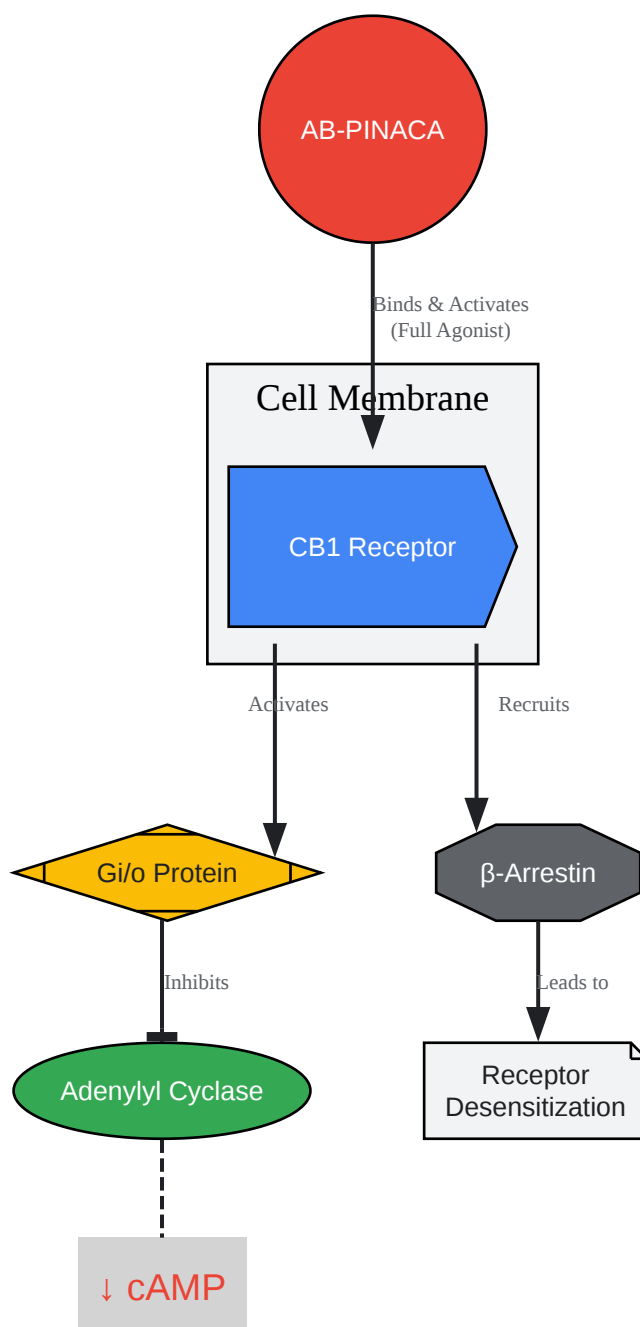 AB-PINACA
Binds & Activates
(Full Agonist)
Cell Membrane
CB1 Receptor
Activates
Recruits
Gi/o Protein
β-Arrestin
Inhibits
Leads to
Adenylyl Cyclase
Receptor
Desensitization
↓ cAMP